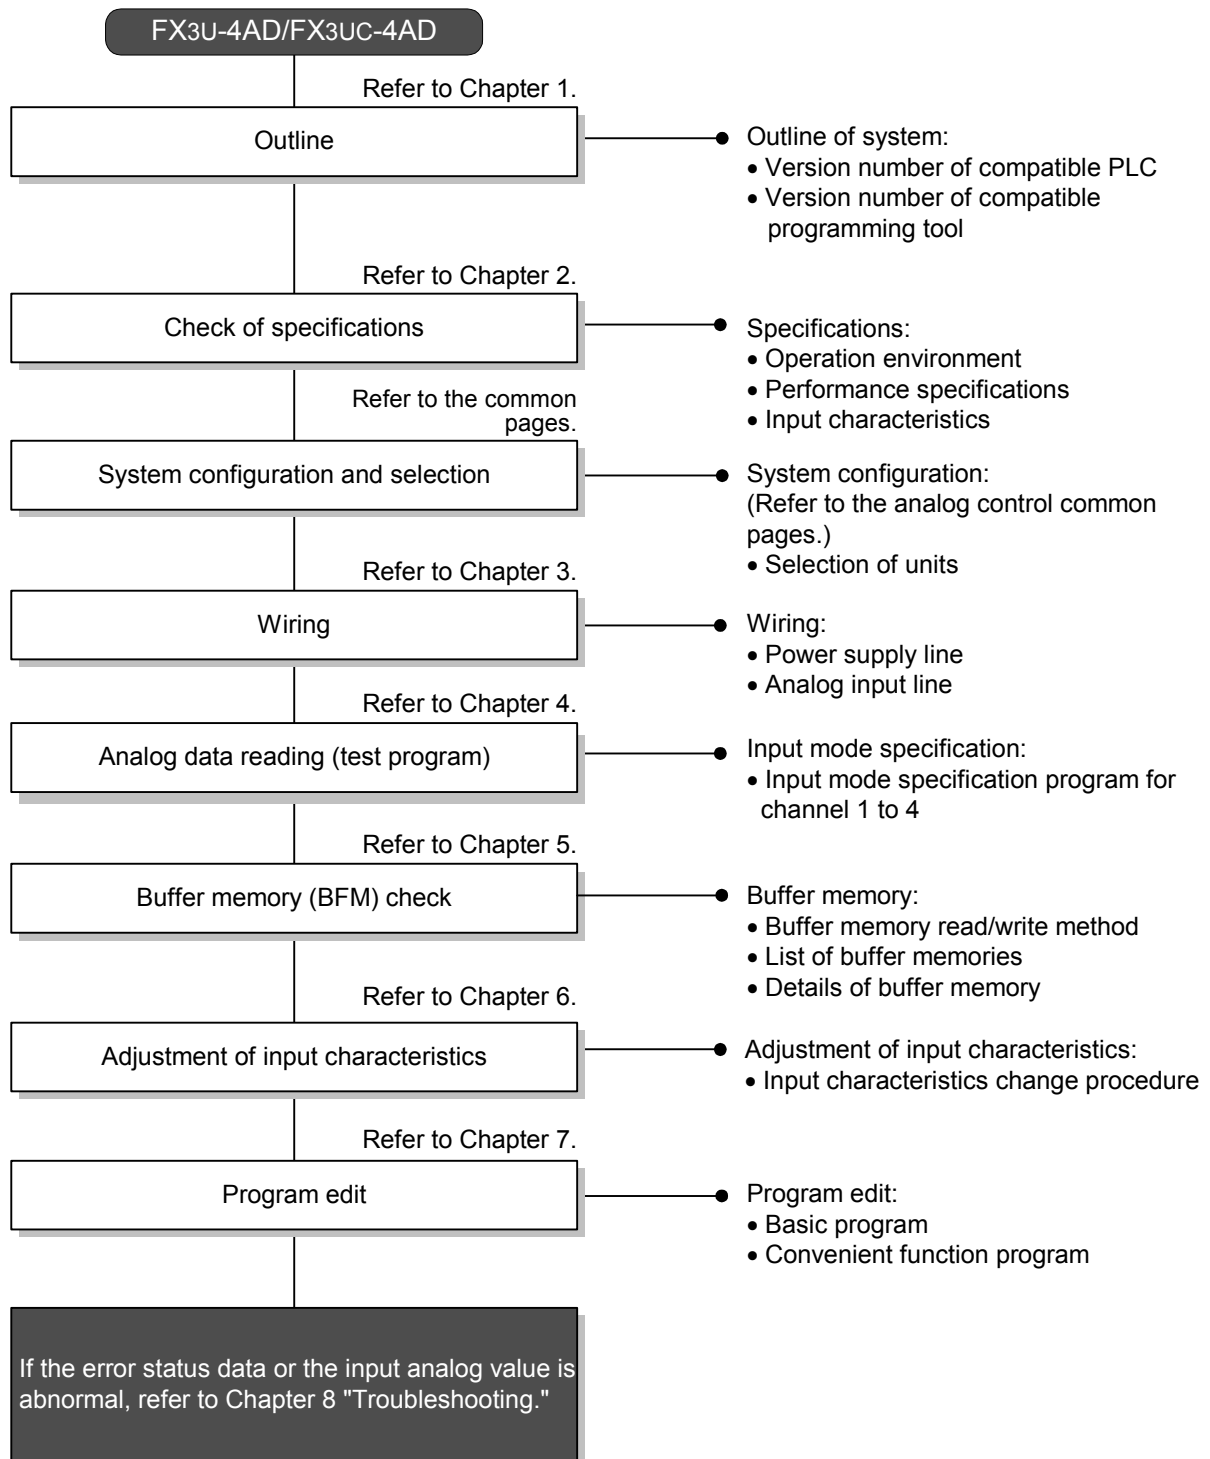 FX3U-4AD/FX3UC-4AD
Refer to Chapter 1.
Outline
Outline of system:
• Version number of compatible PLC
• Version number of compatible
programming tool
Refer to Chapter 2.
Check of specifications
Specifications:
• Operation environment
• Performance specifications
• Input characteristics
Refer to the common
pages.
System configuration and selection
System configuration:
(Refer to the analog control common
pages.)
• Selection of units
Refer to Chapter 3.
Wiring
Wiring:
• Power supply line
• Analog input line
Refer to Chapter 4.
Analog data reading (test program)
Input mode specification:
• Input mode specification program for
channel 1 to 4
Refer to Chapter 5.
Buffer memory (BFM) check
Buffer memory:
• Buffer memory read/write method
• List of buffer memories
• Details of buffer memory
Refer to Chapter 6.
Adjustment of input characteristics
Adjustment of input characteristics:
• Input characteristics change procedure
Refer to Chapter 7.
Program edit
Program edit:
• Basic program
• Convenient function program
If the error status data or the input analog value is
abnormal, refer to Chapter 8 "Troubleshooting."